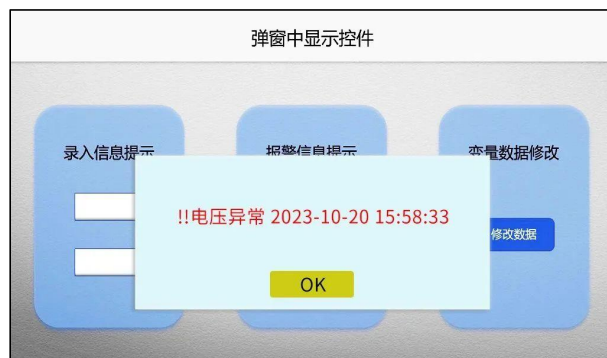 弹窗中显示控件
录入信息提示
报警信息提示
变量数据修改
!!电压异常 2023-10-20 15:58:33
修改数据
OK